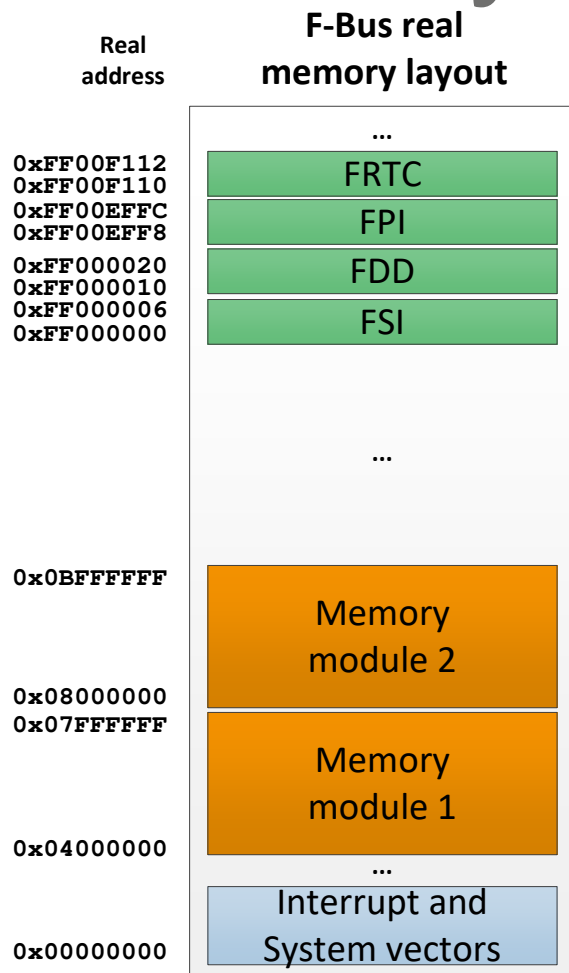 F-Bus real
memory layout
Real
address
...
0xFF00F112
0xFF00F110
FRTC
0xFF00EFFC
0xFF00EFF8
FPI
0xFF000020
0xFF000010
FDD
0xFF000006
0xFF000000
FSI
...
0x0BFFFFFF
Memory
module 2
0x08000000
0x07FFFFFF
Memory
module 1
0x04000000
...
Interrupt and
System vectors
0x00000000